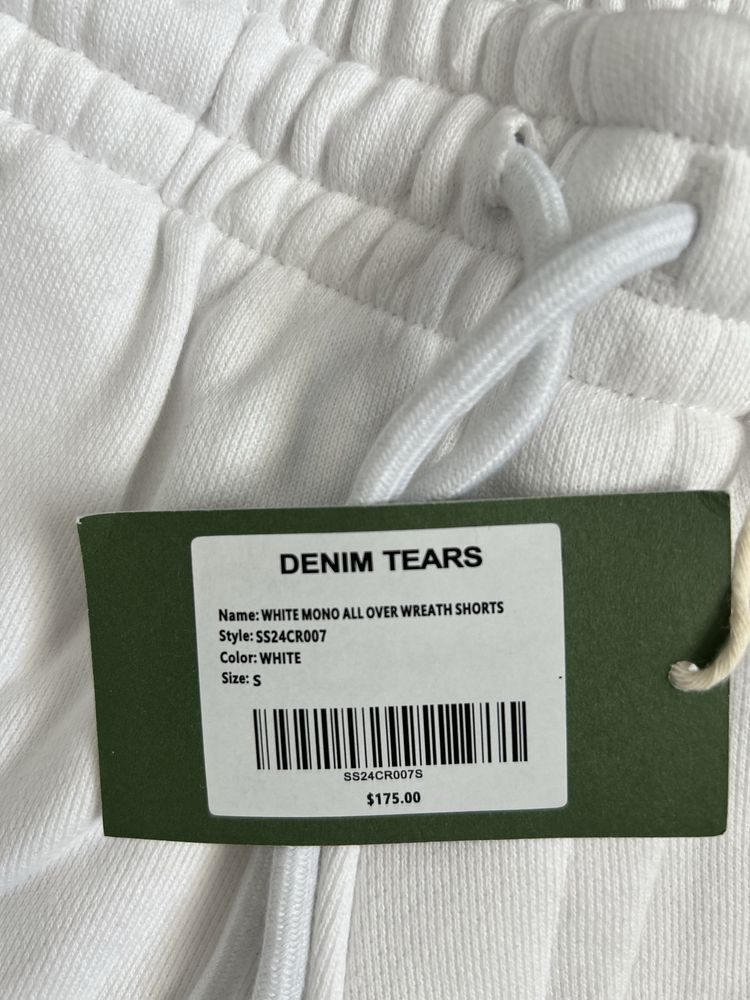 DENIM TEARS
Name: WHITE MONO ALL OVER WREATH SHORTS
Style: SS24CR007
Color: WHITE
Size: S
SS24CR007S
$175.00